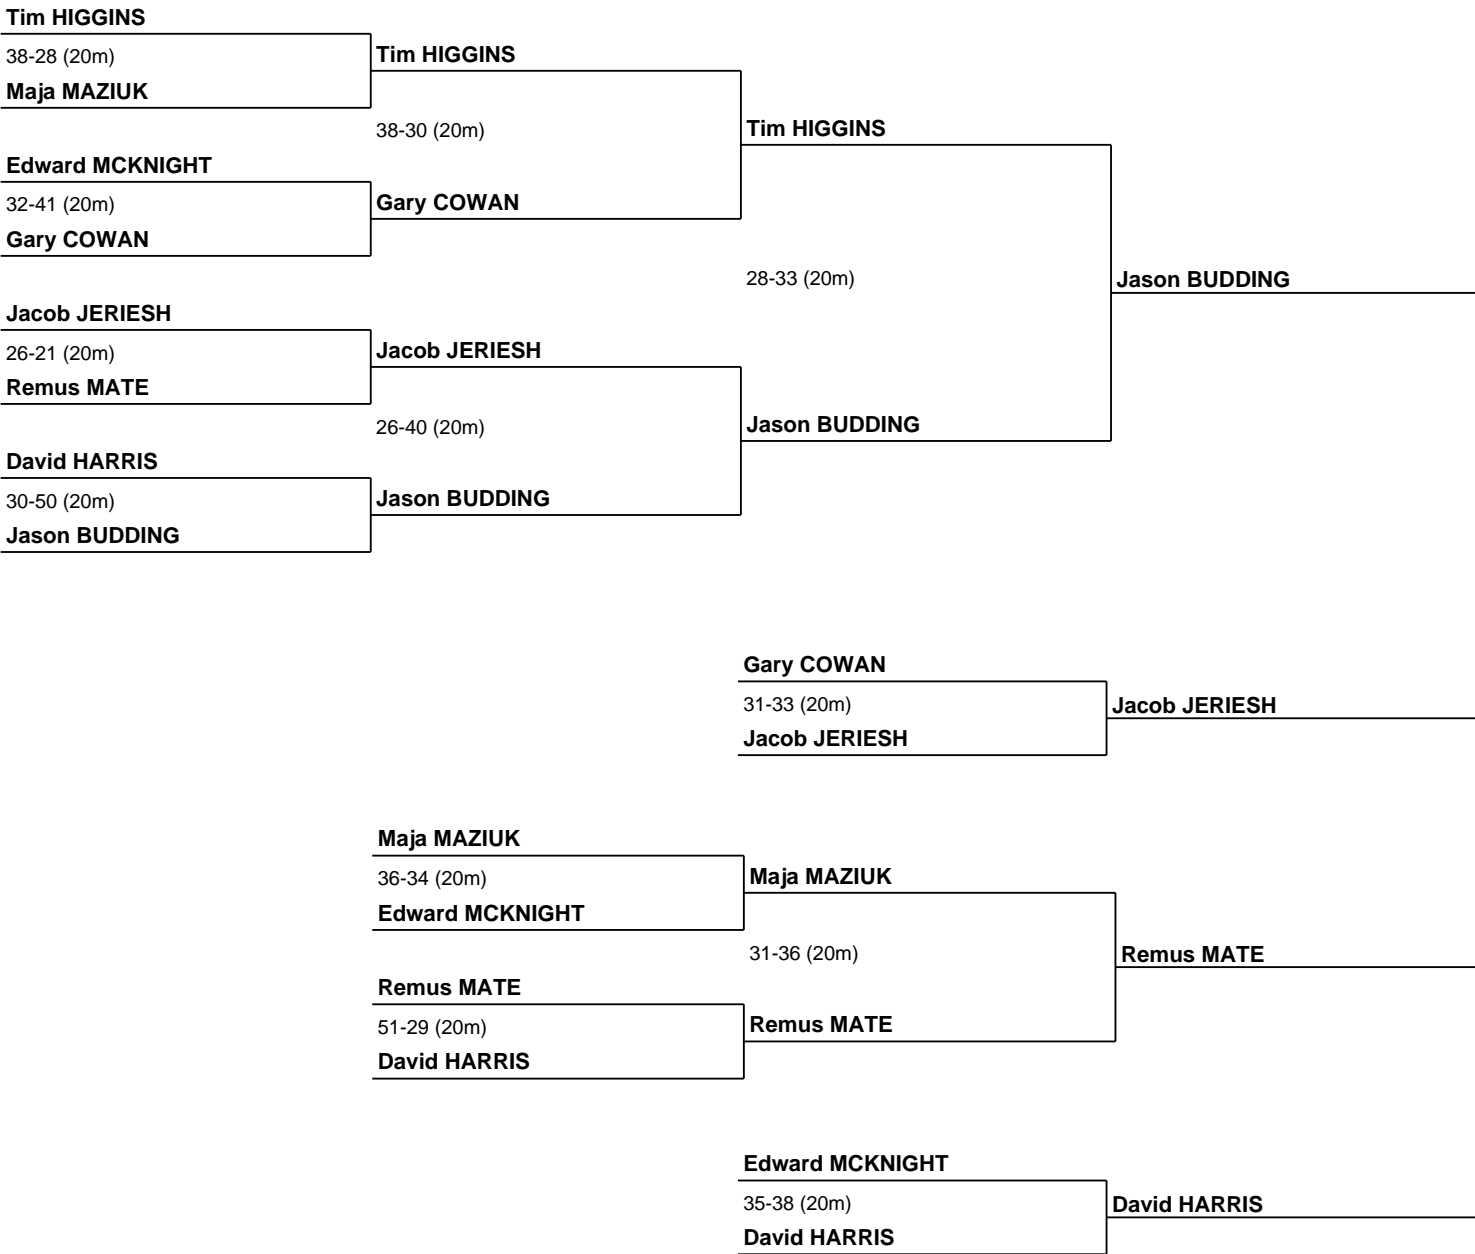 Tim HIGGINS
38-28 (20m)
Tim HIGGINS
Maja MAZIUK
38-30 (20m)
Tim HIGGINS
Edward MCKNIGHT
32-41 (20m)
Gary COWAN
Gary COWAN
28-33 (20m)
Jason BUDDING
Jacob JERIESH
26-21 (20m)
Jacob JERIESH
Remus MATE
26-40 (20m)
Jason BUDDING
David HARRIS
30-50 (20m)
Jason BUDDING
Jason BUDDING
Gary COWAN
31-33 (20m)
Jacob JERIESH
Jacob JERIESH
Maja MAZIUK
36-34 (20m)
Maja MAZIUK
Edward MCKNIGHT
31-36 (20m)
Remus MATE
Remus MATE
51-29 (20m)
Remus MATE
David HARRIS
Edward MCKNIGHT
35-38 (20m)
David HARRIS
David HARRIS